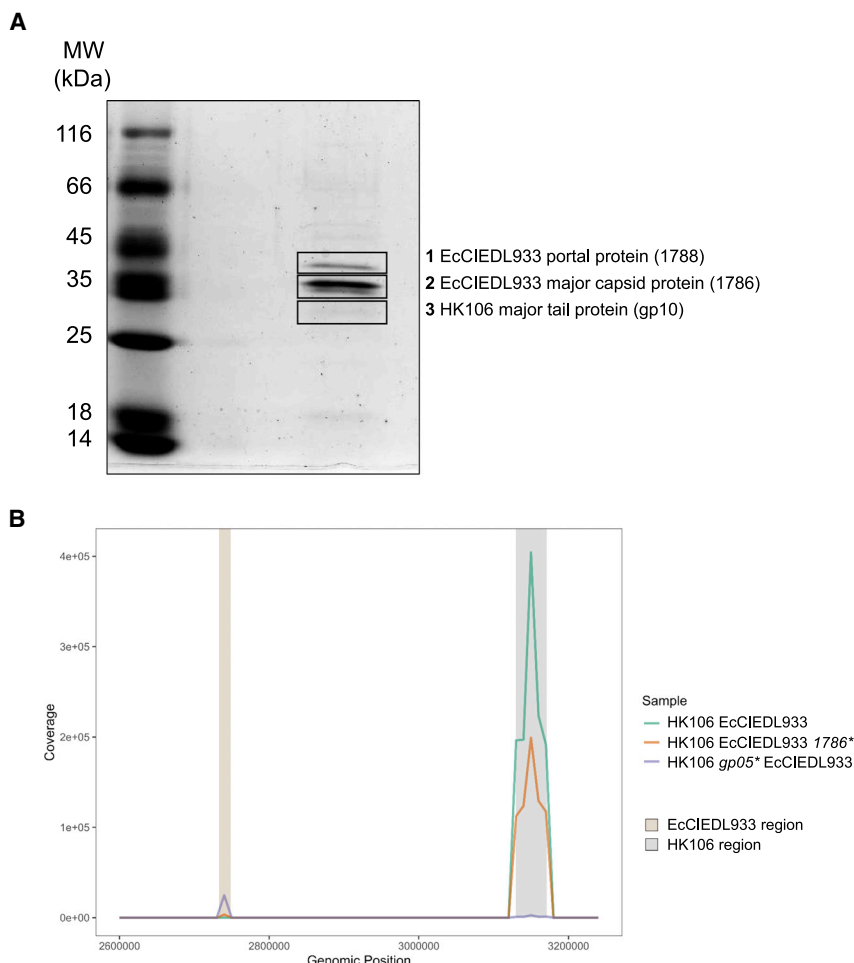 A
MW
(kDa)
116
66
45
35
25
18
14
1 EcCIEDL933 portal protein (1788)
2 EcCIEDL933 major capsid protein (1786)
3 HK106 major tail protein (gp10)
B
4e+05
3e+05
2e+05
1e+05
0e+00
Coverage
2600000 2800000 3000000 3200000
Genomic Position
Sample
HK106 EcCIEDL933
HK106 EcCIEDL933 1786*
HK106 gp05* EcCIEDL933
EcCIEDL933 region
HK106 region